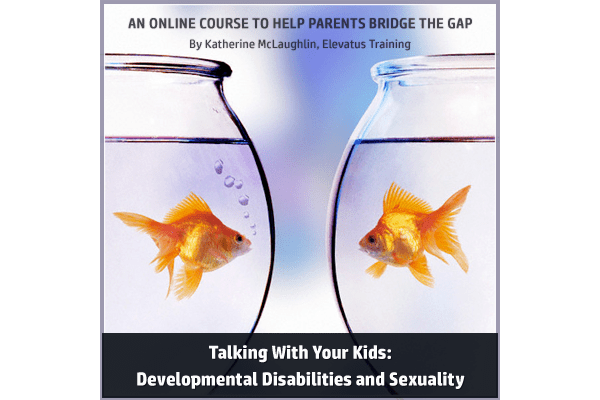 AN ONLINE COURSE TO HELP PARENTS BRIDGE THE GAP
By Katherine McLaughlin, Elevatus Training
Talking With Your Kids:
Developmental Disabilities and Sexuality